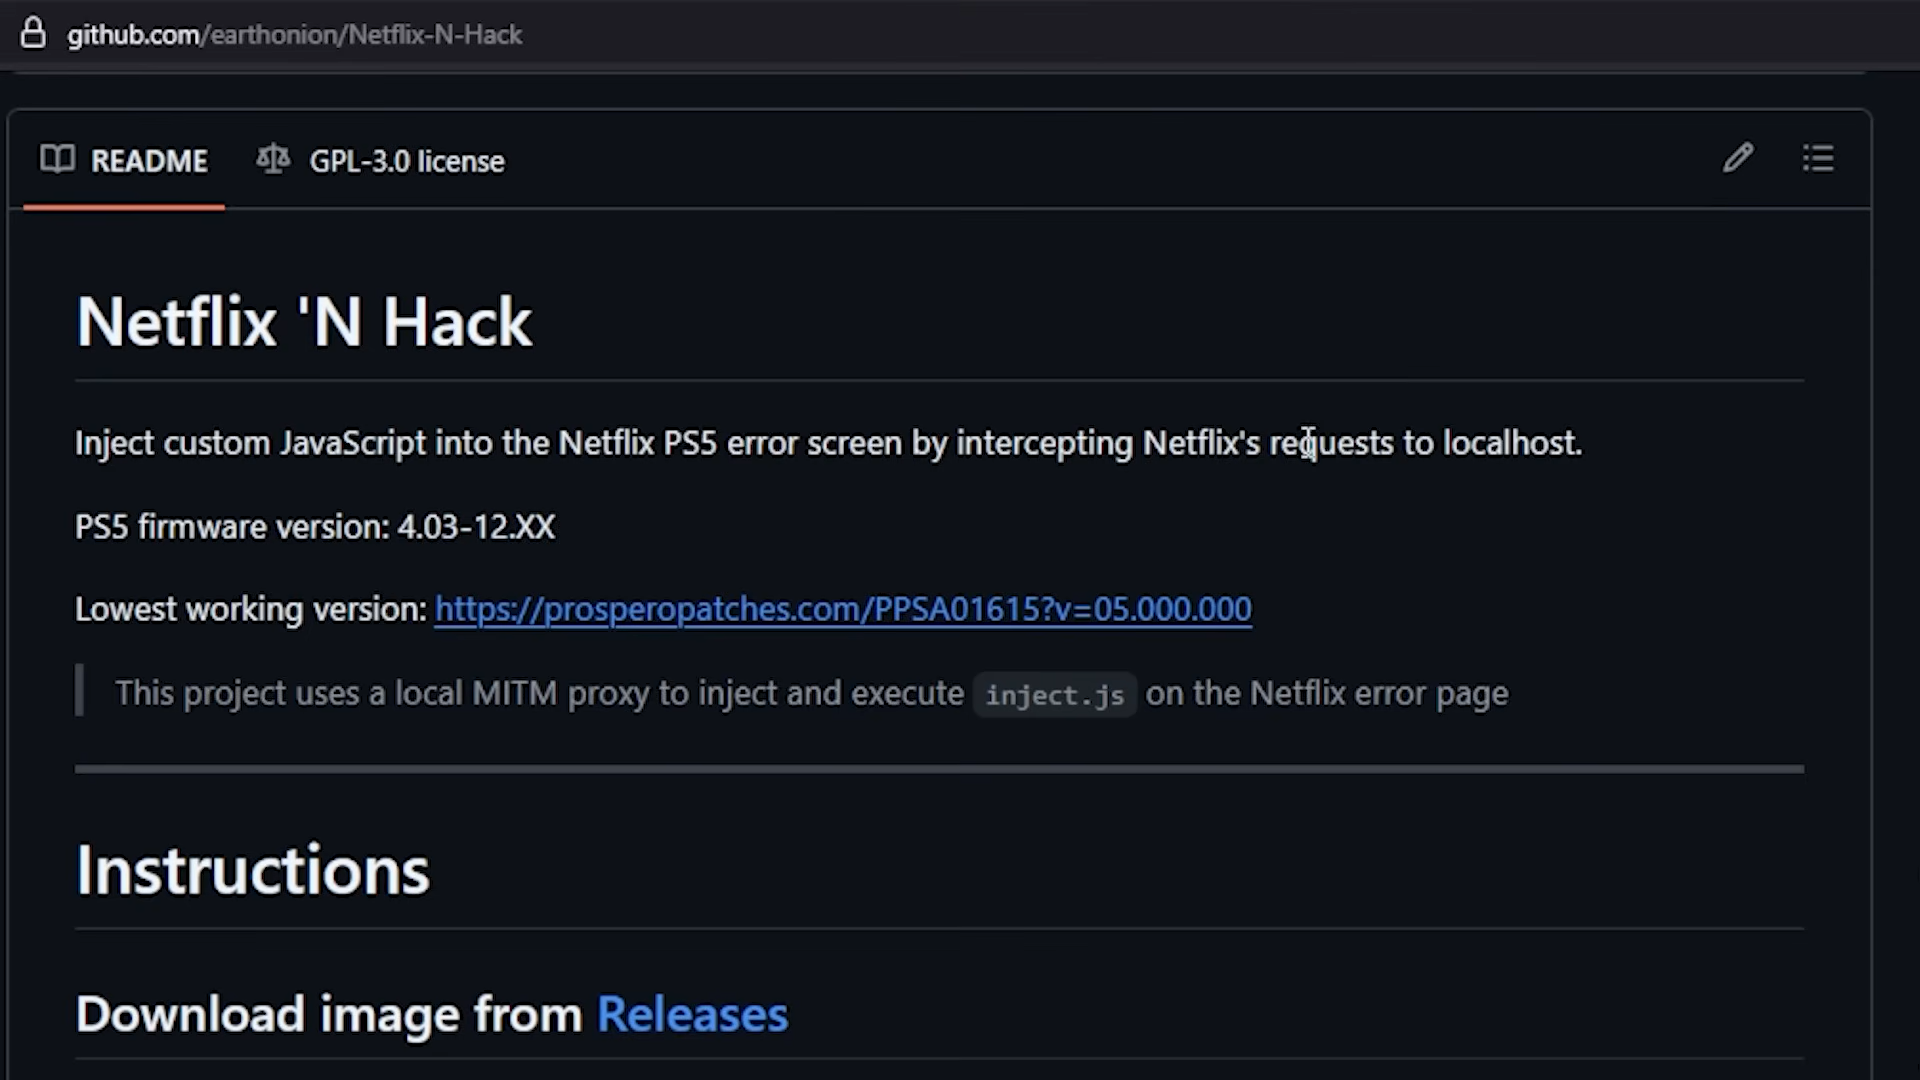 github.com/earthonion/Netflix-N-Hack
README GPL-3.0 license
Netflix 'N Hack
Inject custom JavaScript into the Netflix PS5 error screen by intercepting Netflix's requests to localhost.
PS5 firmware version: 4.03-12.XX
Lowest working version: https://prosperopatches.com/PPSA01615?v=05.000.000
This project uses a local MITM proxy to inject and execute inject.js on the Netflix error page
Instructions
Download image from Releases